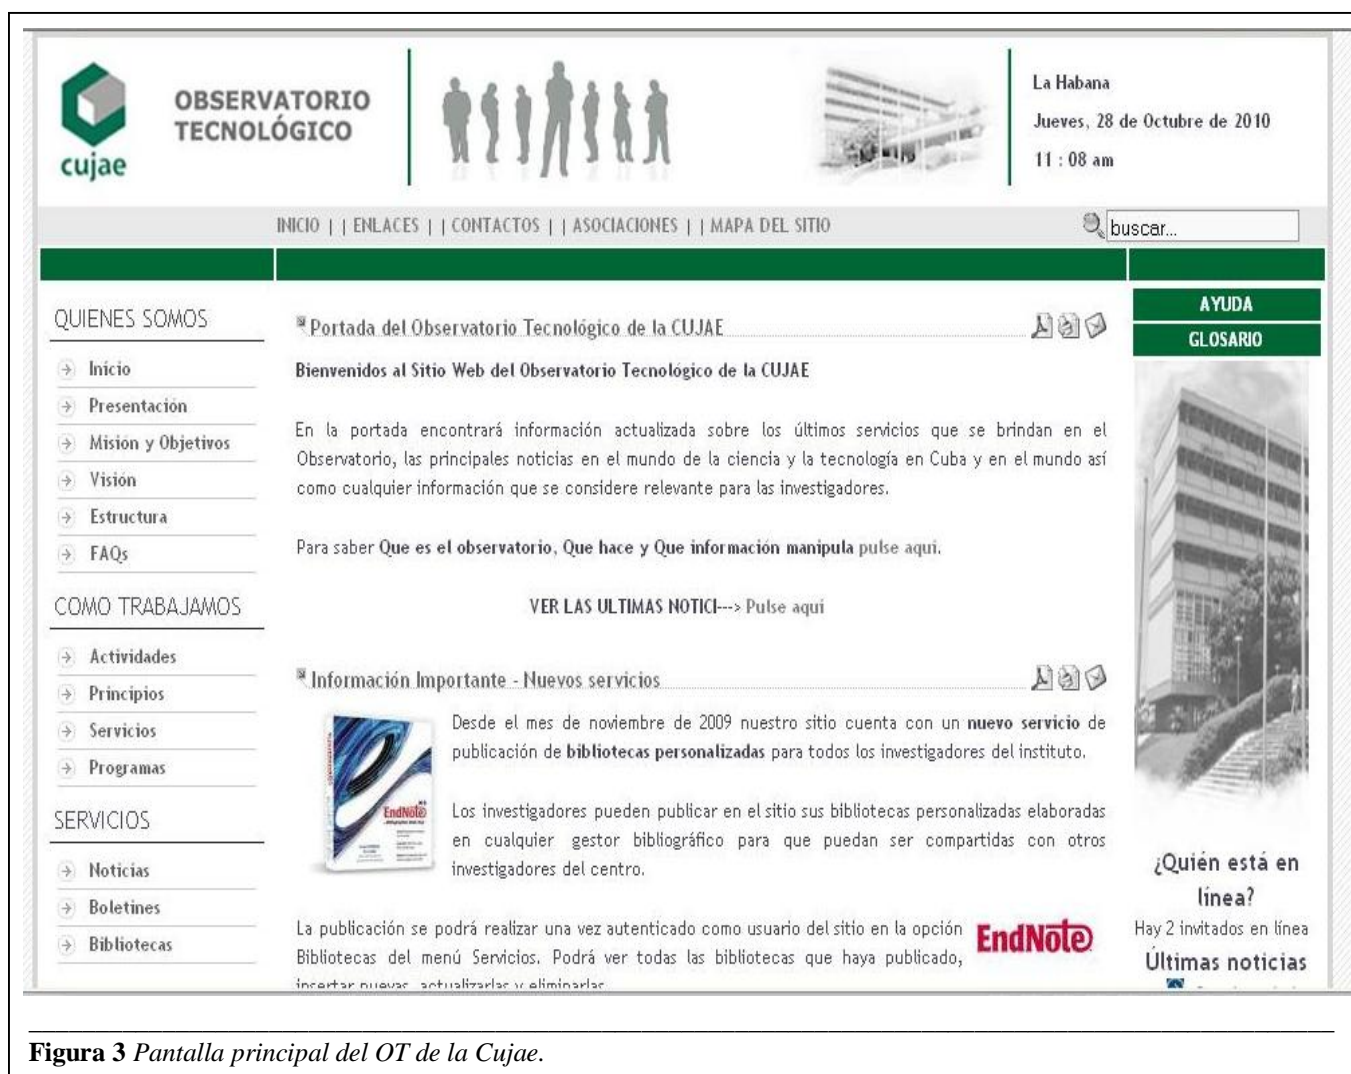 cujae
OBSERVATORIO
TECNOLÓGICO
La Habana
Jueves, 28 de Octubre de 2010
11 : 08 am
INICIO | | ENLACES | | CONTACTOS | | ASOCIACIONES | | MAPA DEL SITIO
buscar...
QUIENES SOMOS
Inicio
Presentación
Misión y Objetivos
Visión
Estructura
FAQs
COMO TRABAJAMOS
Actividades
Principios
Servicios
Programas
SERVICIOS
Noticias
Boletines
Bibliotecas
Portada del Observatorio Tecnológico de la CUJAE
Bienvenidos al Sitio Web del Observatorio Tecnológico de la CUJAE
En la portada encontrará información actualizada sobre los últimos servicios que se brindan en el
Observatorio, las principales noticias en el mundo de la ciencia y la tecnología en Cuba y en el mundo así
como cualquier información que se considere relevante para las investigadores.
Para saber Que es el observatorio, Que hace y Que información manipula pulse aquí.
VER LAS ULTIMAS NOTICI---> Pulse aquí
Información Importante - Nuevos servicios
EndNote
Desde el mes de noviembre de 2009 nuestro sitio cuenta con un nuevo servicio de
publicación de bibliotecas personalizadas para todos los investigadores del instituto.
Los investigadores pueden publicar en el sitio sus bibliotecas personalizadas elaboradas
en cualquier gestor bibliográfico para que puedan ser compartidas con otros
investigadores del centro.
La publicación se podrá realizar una vez autenticado como usuario del sitio en la opción
Bibliotecas del menú Servicios. Podrá ver todas las bibliotecas que haya publicado,
insertar nuevas, actualizarlas y eliminarlas
EndNote
AYUDA
GLOSARIO
¿Quién está en
línea?
Hay 2 invitados en línea
Últimas noticias
Figura 3 Pantalla principal del OT de la Cujae.